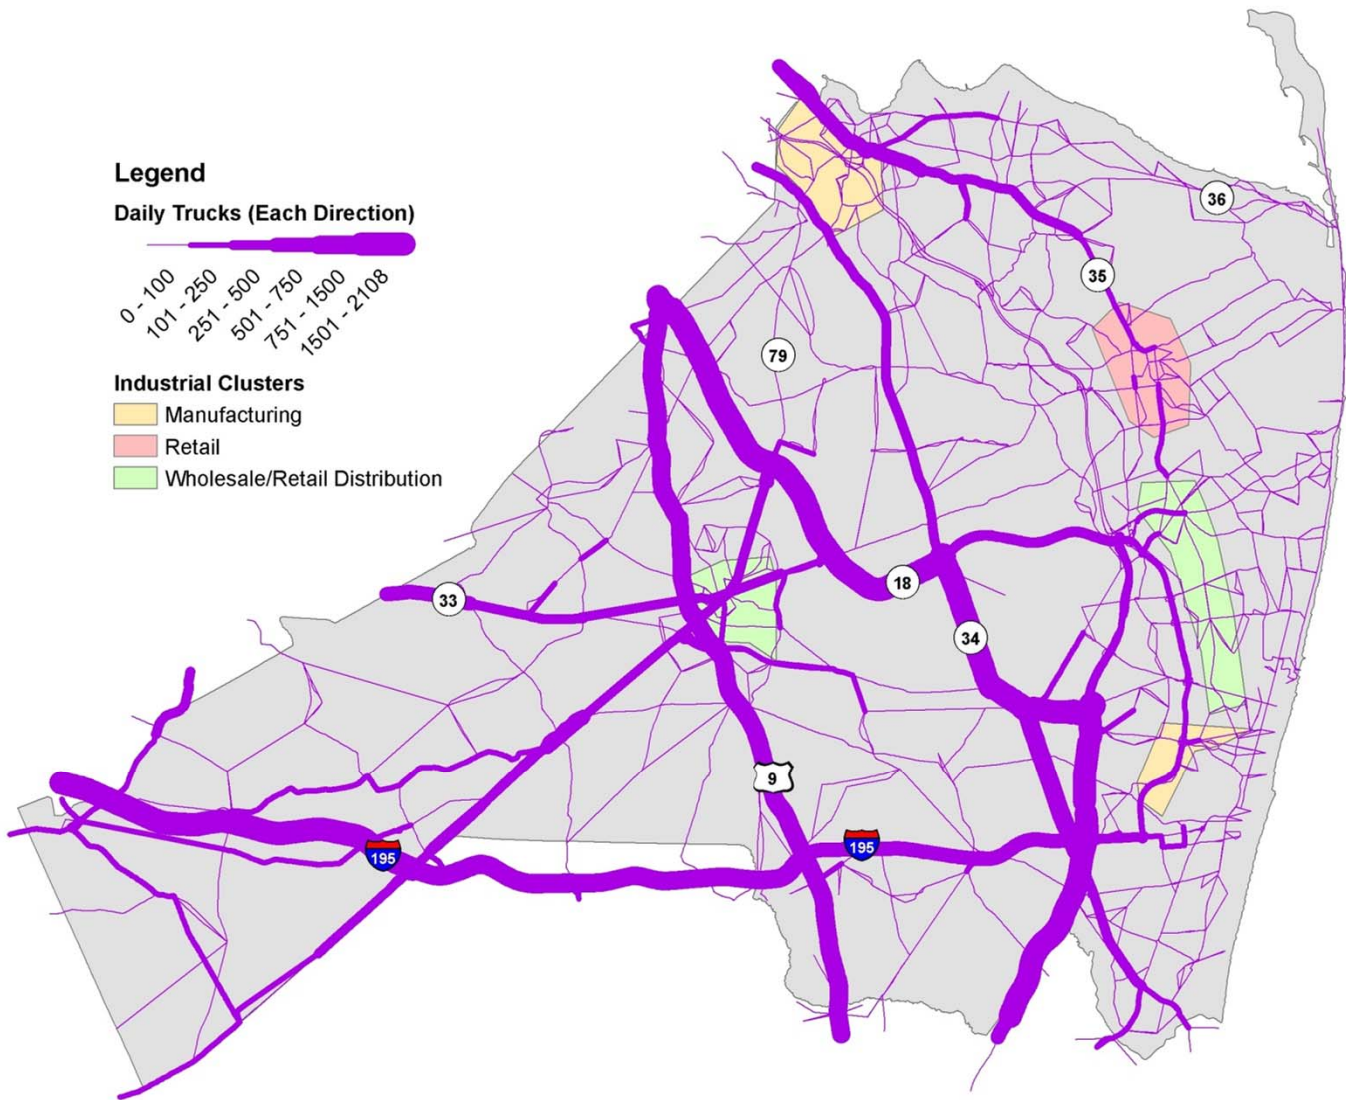 Legend
Daily Trucks (Each Direction)
0 - 100
101 - 250
251 - 500
501 - 750
751 - 1500
1501 - 2108
Industrial Clusters
Manufacturing
Retail
Wholesale/Retail Distribution
36
35
79
18
33
34
9
195
195